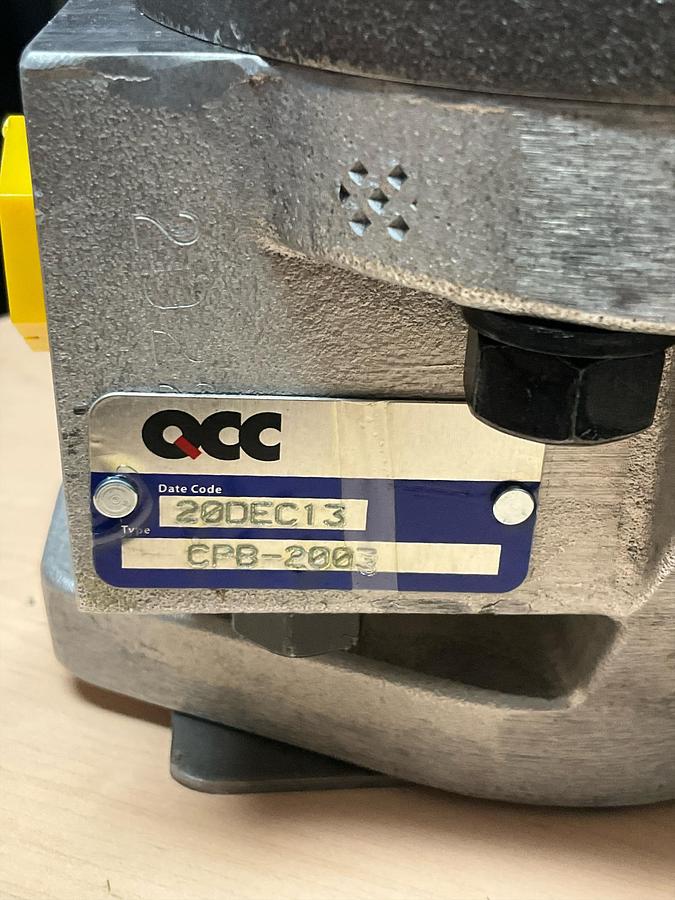 QCC
Date Code
20DEC13
Type
CPB-2003